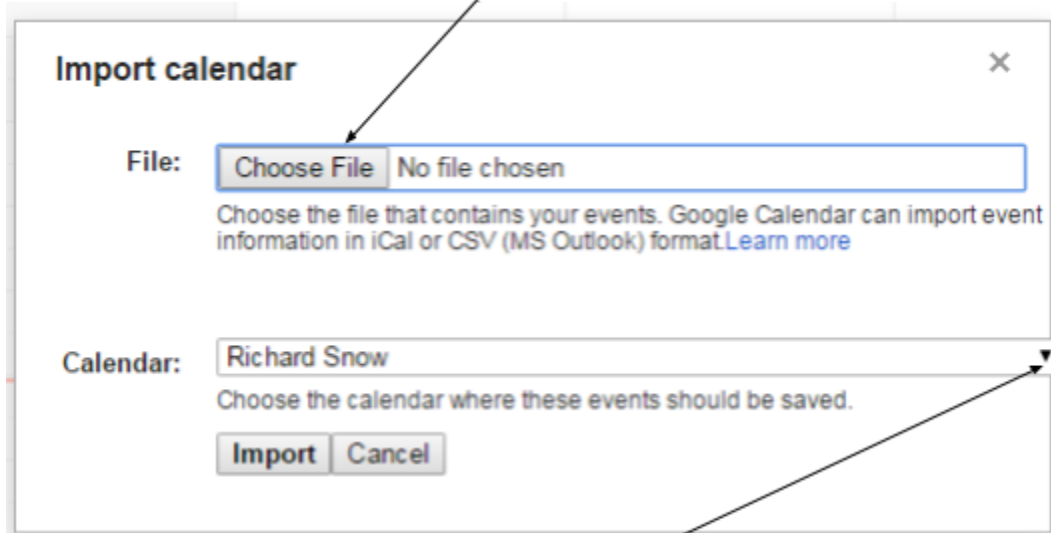 Import calendar
File: Choose File No file chosen
Choose the file that contains your events. Google Calendar can import event
information in iCal or CSV (MS Outlook) format.Learn more
Calendar: Richard Snow
Choose the calendar where these events should be saved.
Import Cancel